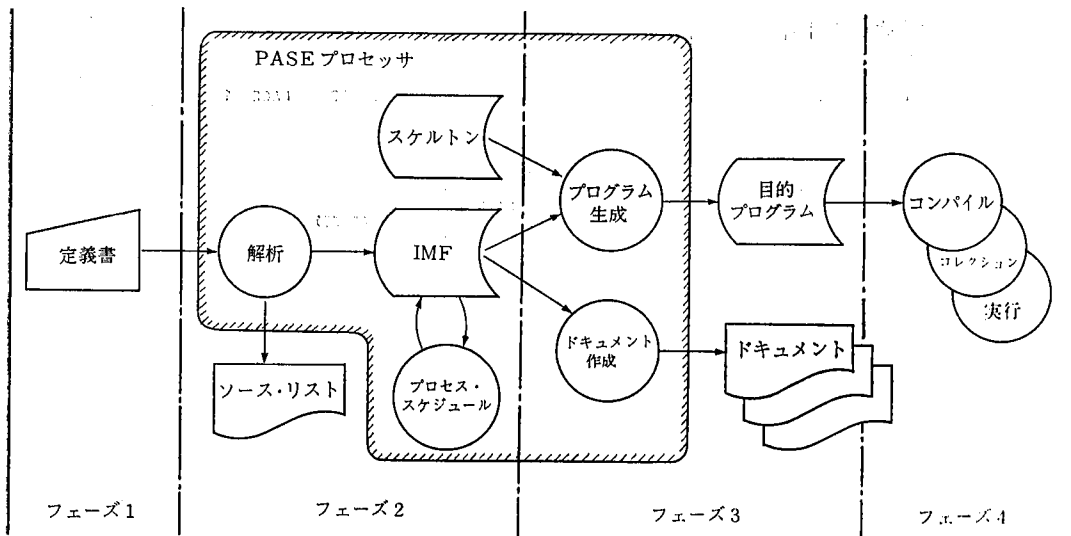 PASEプロセッサ
スケルトン
プログラム
生成
目的
プログラム
コンパイル
定義書
解析
IMF
コレクション
実行
ソース・リスト
プロセス・
スケジュール
ドキュメント
作成
ドキュメント
フェーズ1
フェーズ2
フェーズ3
フェーズ4